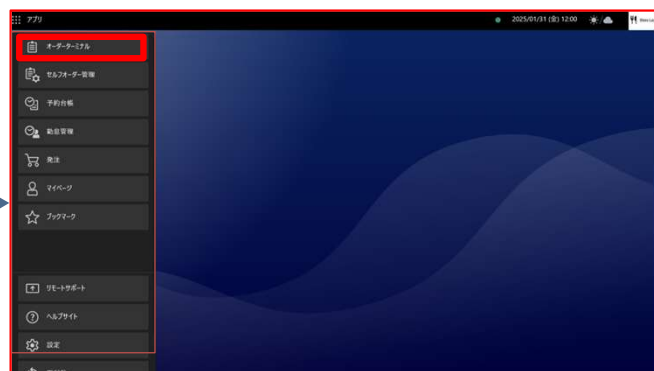 アプリ
2025/01/31 (金) 12:00
オーダーターミナル
セルフオーダー管理
予約台帳
勤怠管理
発注
マイページ
ブックマーク
リモートサポート
ヘルプサイト
設定